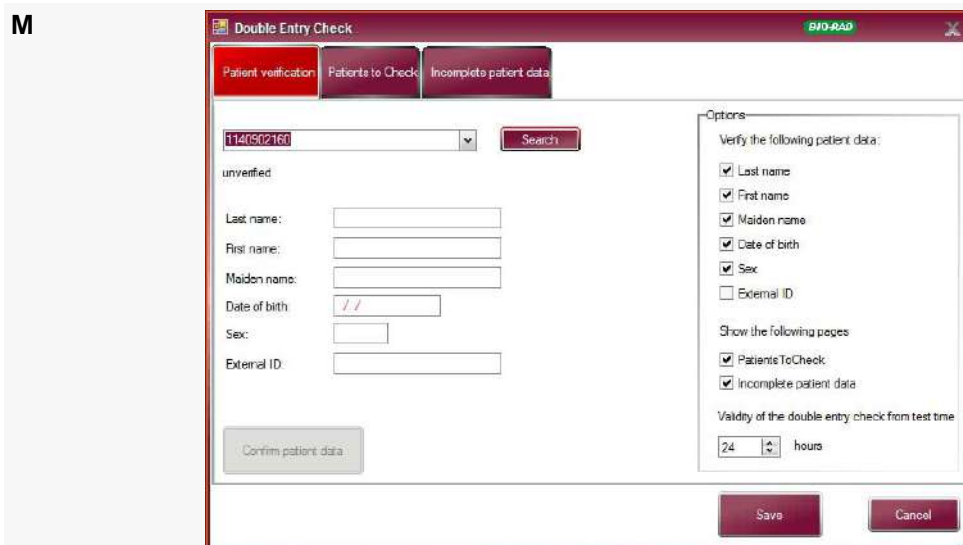 M
Double Entry Check
BIO-RAD
Patient verification
Patients to Check
Incomplete patient data
1140902160
Search
unverified
Last name:
First name:
Maiden name:
Date of birth:
/ /
Sex:
External ID:
Confirm patient data
Options
Verify the following patient data:
Last name
First name
Maiden name
Date of birth
Sex
External ID
Show the following pages
PatientsToCheck
Incomplete patient data
Validity of the double entry check from test time
24 hours
Save
Cancel